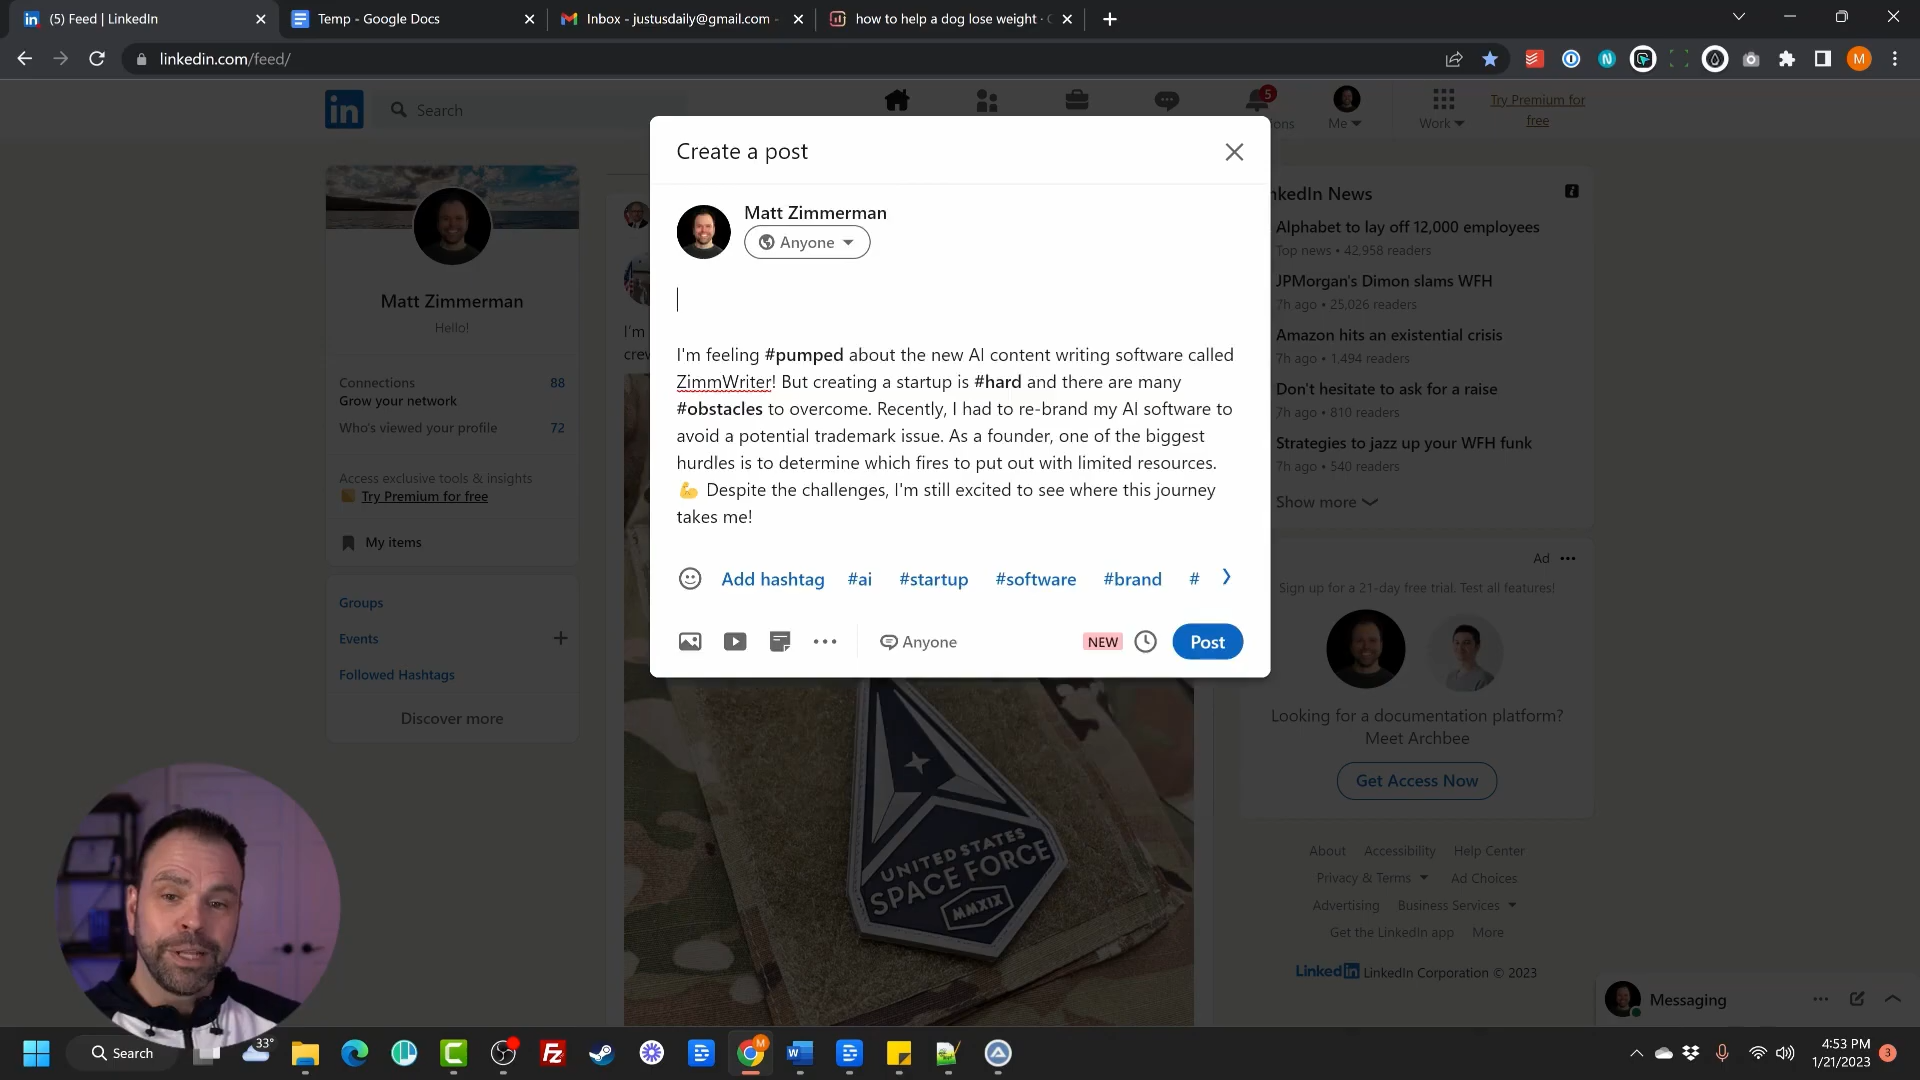 (5) Feed | LinkedIn
Temp - Google Docs
Inbox - justusdaily@gmail.com -
how to help a dog lose weight ·
linkedin.com/feed/
M
in
Search
5
ons
Me
Work
Try Premium for
free
Create a post
Matt Zimmerman
Anyone
I'm feeling #pumped about the new AI content writing software called
ZimmWriter! But creating a startup is #hard and there are many
#obstacles to overcome. Recently, I had to re-brand my AI software to
avoid a potential trademark issue. As a founder, one of the biggest
hurdles is to determine which fires to put out with limited resources.
💪 Despite the challenges, I'm still excited to see where this journey
takes me!
Add hashtag #ai #startup #software #brand #
Anyone
NEW
Post
Matt Zimmerman
Hello!
Connections 88
Grow your network
Who's viewed your profile 72
Access exclusive tools & insights
Try Premium for free
My items
Groups
Events
Followed Hashtags
Discover more
I'm
cre
UNITED STATES
SPACE FORCE
MMXIX
nkedIn News
Alphabet to lay off 12,000 employees
Top news • 42,958 readers
JPMorgan's Dimon slams WFH
7h ago • 25,026 readers
Amazon hits an existential crisis
7h ago • 1,494 readers
Don't hesitate to ask for a raise
7h ago • 810 readers
Strategies to jazz up your WFH funk
7h ago • 540 readers
Show more
Ad
Sign up for a 21-day free trial. Test all features!
Looking for a documentation platform?
Meet Archbee
Get Access Now
About Accessibility Help Center
Privacy & Terms Ad Choices
Advertising Business Services
Get the LinkedIn app More
LinkedIn LinkedIn Corporation © 2023
Messaging
Search
33°
4:53 PM
1/21/2023
3